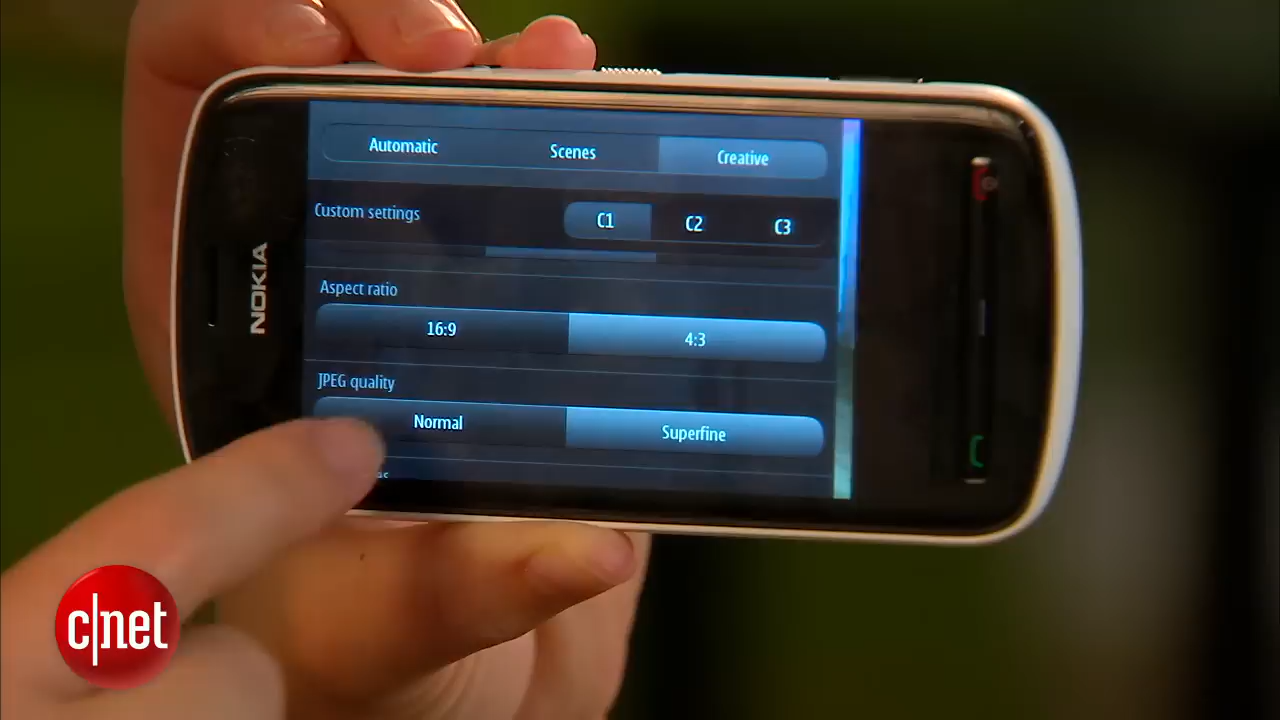 Automatic Scenes Creative
Custom settings C1 C2 C3
Aspect ratio
16:9 4:3
JPEG quality
Normal Superfine
NOKIA
c|net